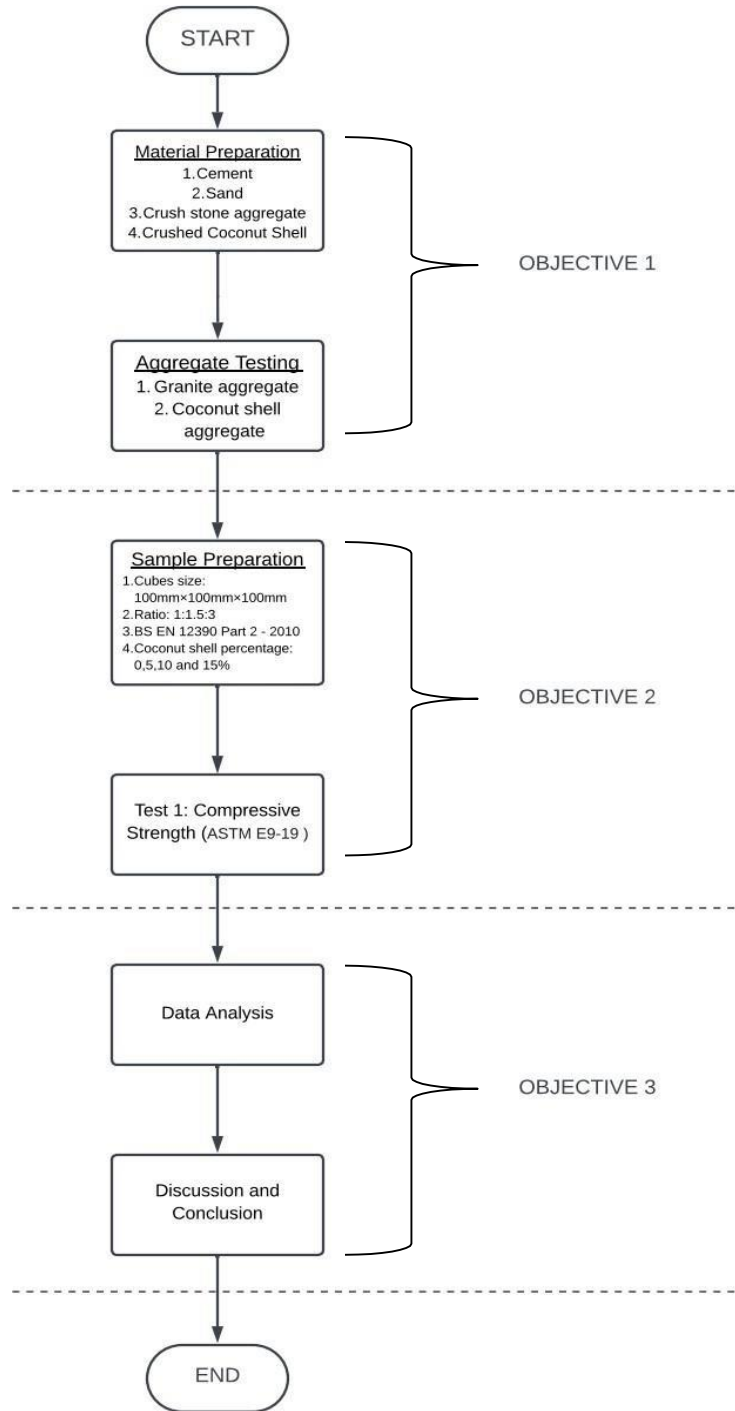 START
Material Preparation
1.Cement
2.Sand
3.Crush stone aggregate
4.Crushed Coconut Shell
OBJECTIVE 1
Aggregate Testing
1. Granite aggregate
2. Coconut shell
aggregate
Sample Preparation
1.Cubes size:
100mm×100mm×100mm
2.Ratio: 1:1.5:3
3.BS EN 12390 Part 2 - 2010
4.Coconut shell percentage:
0,5,10 and 15%
OBJECTIVE 2
Test 1: Compressive
Strength (ASTM E9-19 )
Data Analysis
OBJECTIVE 3
Discussion and
Conclusion
END